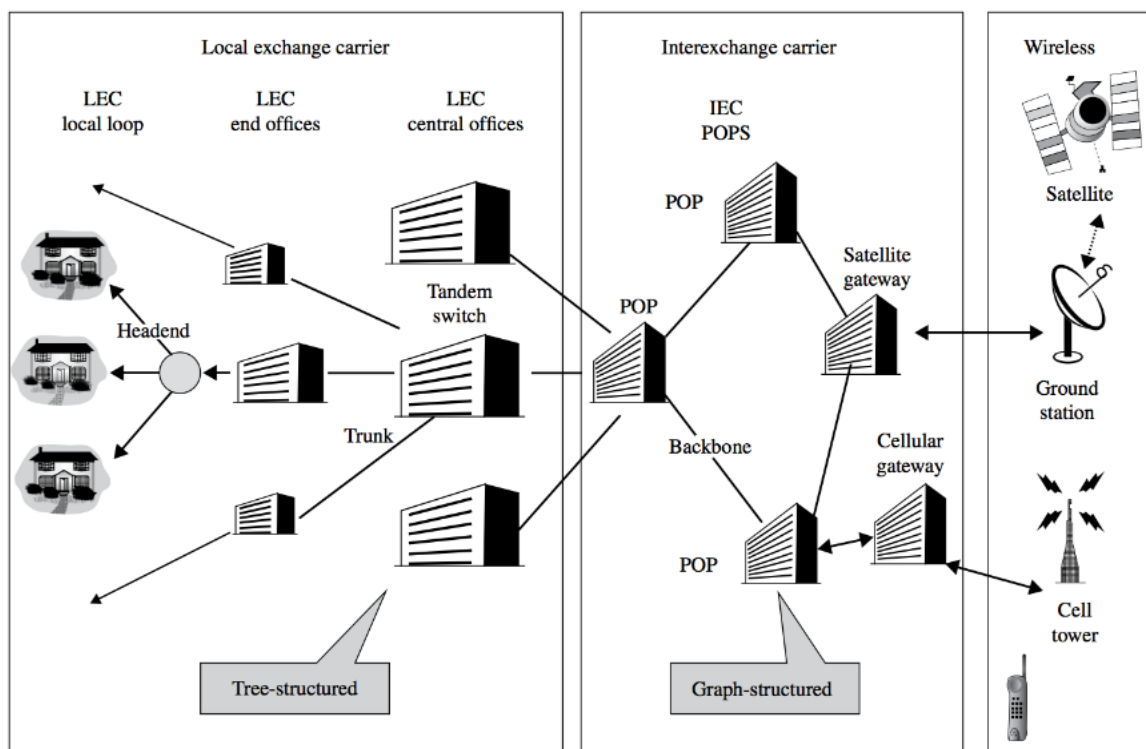 Local exchange carrier
LEC
local loop
LEC
end offices
LEC
central offices
Headend
Tandem
switch
Trunk
Tree-structured
Interexchange carrier
IEC
POPS
POP
POP
Satellite
gateway
Backbone
Cellular
gateway
POP
Graph-structured
Wireless
Satellite
Ground
station
Cell
tower